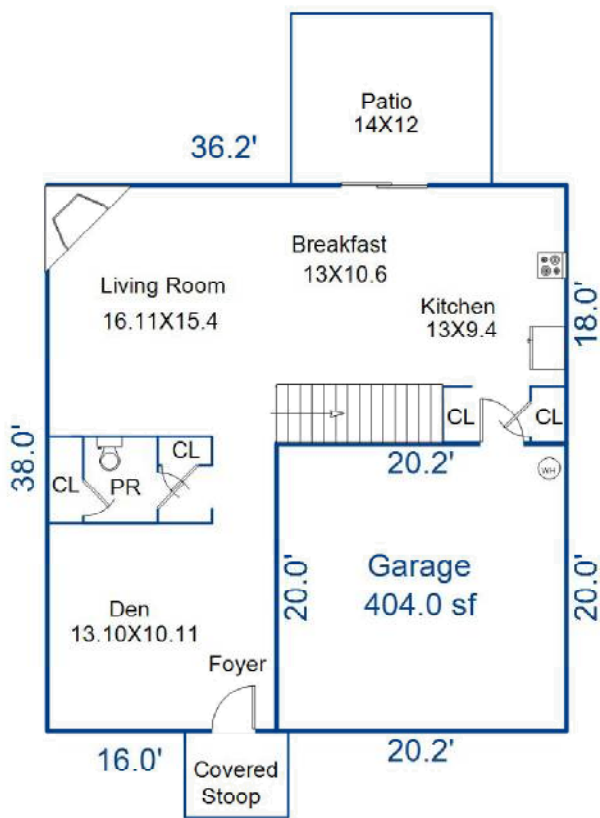 Patio
14X12
36.2'
Breakfast
13X10.6
Living Room
16.11X15.4
Kitchen
13X9.4
18.0'
38.0'
CL
CL
20.2'
CL
PR
CL
WH
Garage
404.0 sf
20.0'
20.0'
Den
13.10X10.11
Foyer
16.0'
20.2'
Covered
Stoop